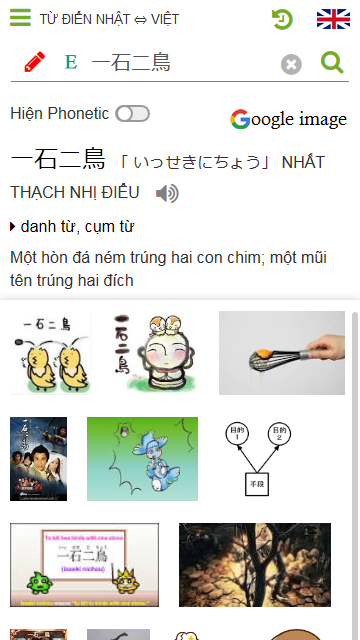 TỪ ĐIỂN NHẬT ⇔ VIỆT
E 一石二鳥
Hiện Phonetic
Google image
一石二鳥 「 いっせきにちょう」 NHẤT
THẠCH NHỊ ĐIỂU
danh từ, cụm từ
Một hòn đá ném trúng hai con chim; một mũi
tên trúng hai đích
一石二鳥
一石二鳥
目的
1
目的
2
手段
To kill two birds with one stone
一石二鳥
(isseki nichou)